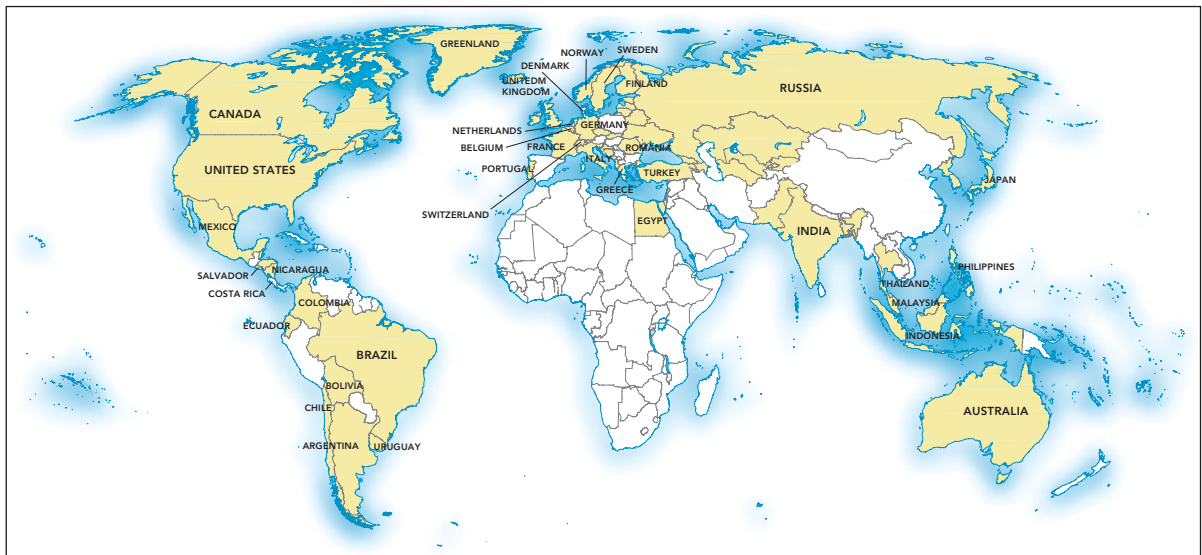 GREENLAND
NORWAY
SWEDEN
DENMARK
UNITEDM
KINGDOM
FINLAND
RUSSIA
CANADA
NETHERLANDS
GERMANY
BELGIUM
FRANCE
ROMANIA
ITALY
UNITED STATES
PORTUGAL
TURKEY
JAPAN
GREECE
SWITZERLAND
EGYPT
MEXICO
INDIA
SALVADOR
NICARAGUA
PHILIPPINES
COSTA RICA
THAILAND
COLOMBIA
MALAYSIA
ECUADOR
INDONESIA
BRAZIL
BOLIVIA
CHILE
AUSTRALIA
ARGENTINA
URUGUAY